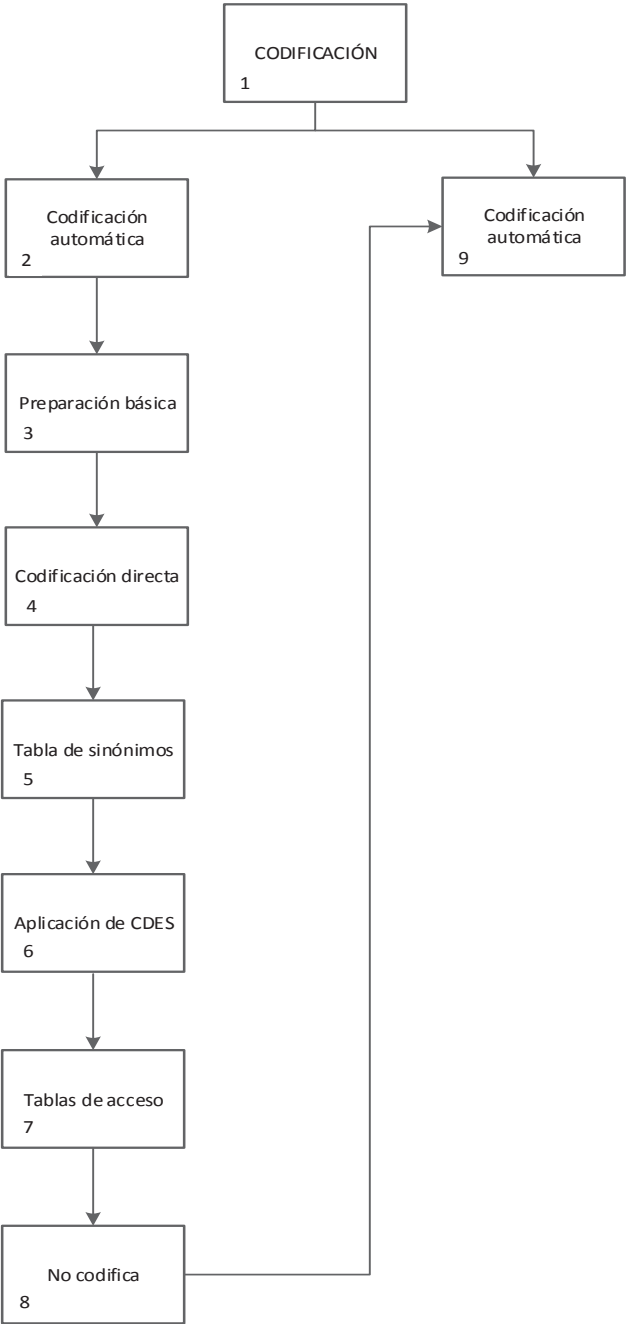 CODIFICACIÓN
1
Codificación
automática
2
Codificación
automática
9
Preparación básica
3
Codificación directa
4
Tabla de sinónimos
5
Aplicación de CDES
6
Tablas de acceso
7
No codifica
8